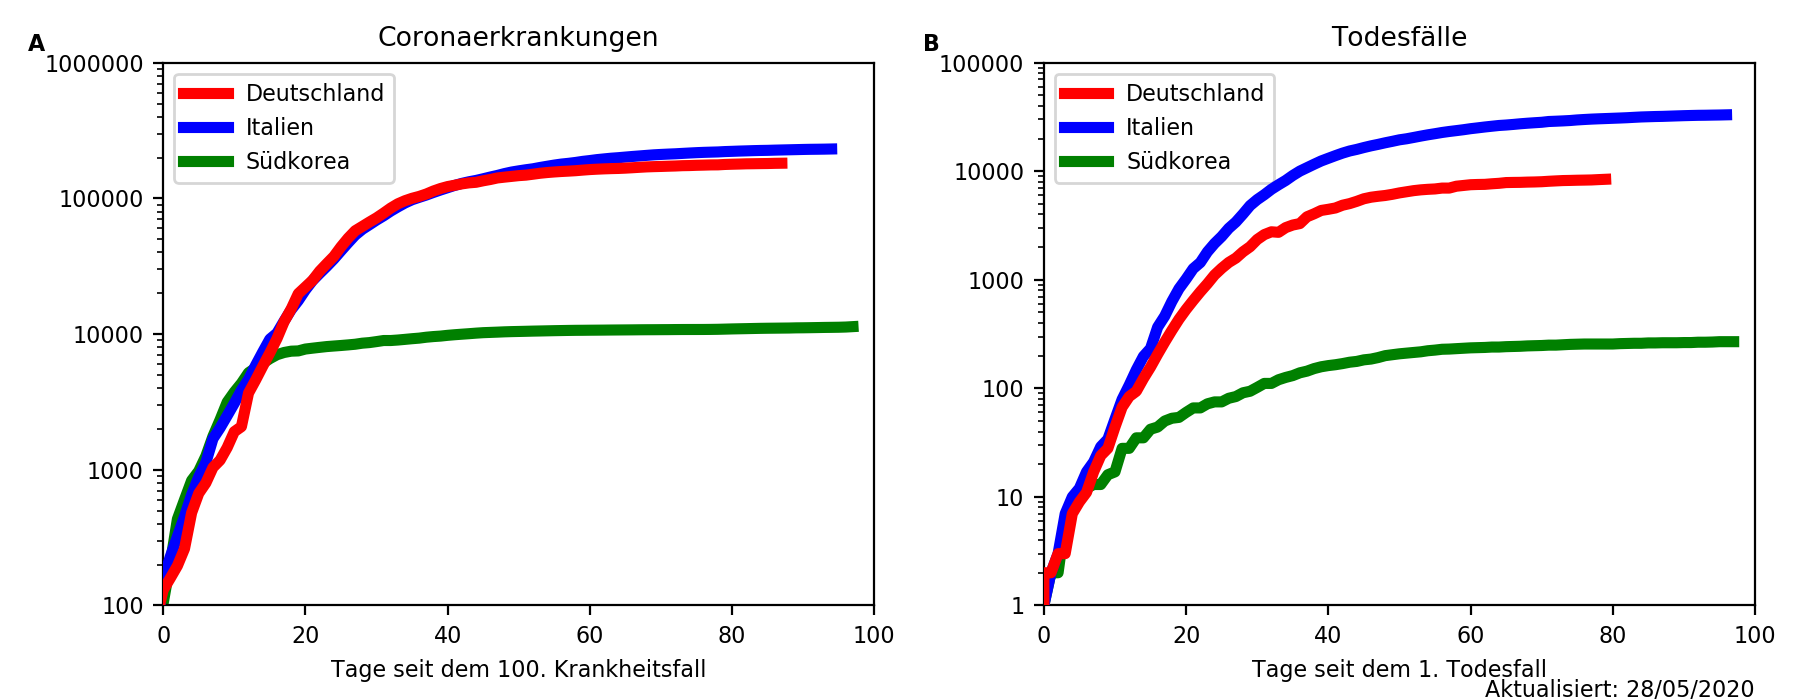 A
Coronaerkrankungen
1000000
100000
10000
1000
100
Deutschland
Italien
Südkorea
0 20 40 60 80 100
Tage seit dem 100. Krankheitsfall
B
Todesfälle
100000
10000
1000
100
10
1
Deutschland
Italien
Südkorea
0 20 40 60 80 100
Tage seit dem 1. Todesfall
Aktualisiert: 28/05/2020